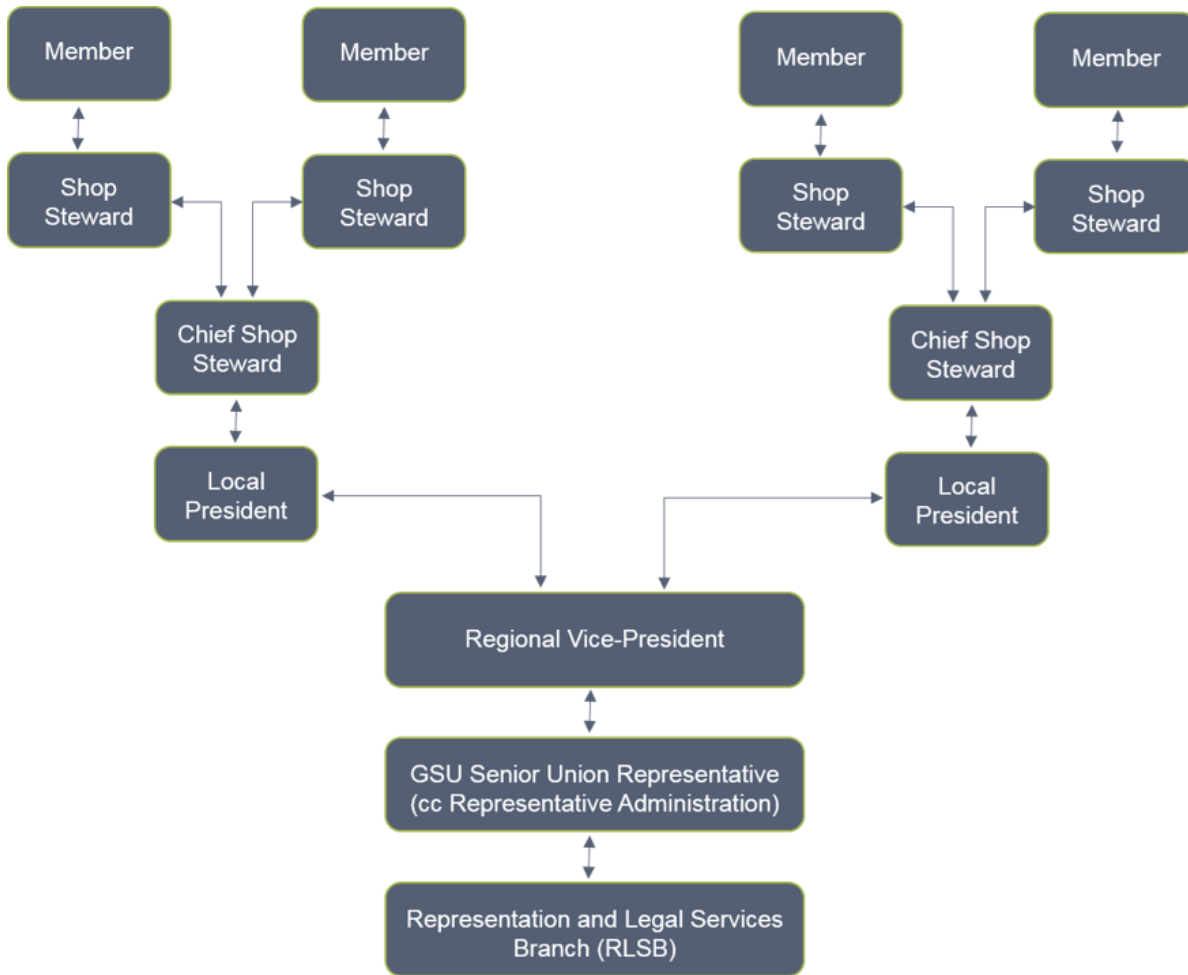 Member
Member
Member
Member
Shop
Steward
Shop
Steward
Shop
Steward
Shop
Steward
Chief Shop
Steward
Chief Shop
Steward
Local
President
Local
President
Regional Vice-President
GSU Senior Union Representative
(cc Representative Administration)
Representation and Legal Services
Branch (RLSB)